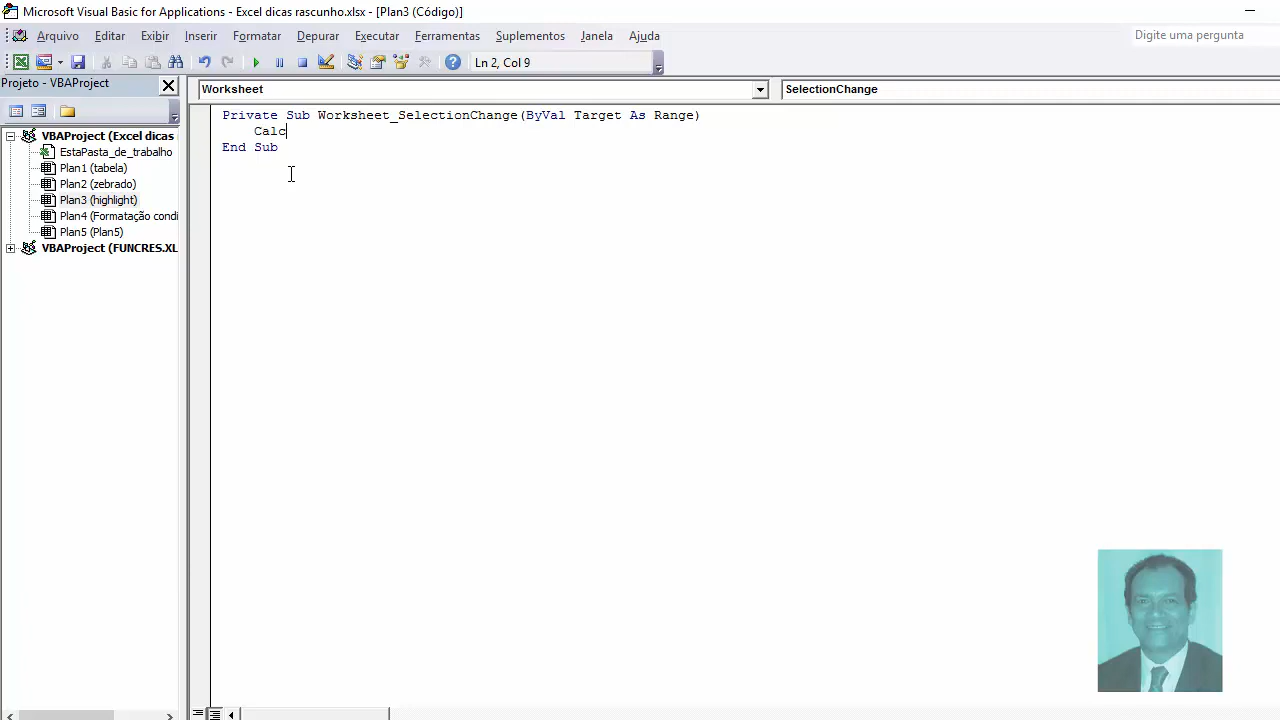 Microsoft Visual Basic for Applications - Excel dicas rascunho.xlsx - [Plan3 (Código)]
Arquivo Editar Exibir Inserir Formatar Depurar Executar Ferramentas Suplementos Janela Ajuda Digite uma pergunta
Ln 2, Col 9
Projeto - VBAProject
Worksheet SelectionChange
VBAProject (Excel dicas
EstaPasta_de_trabalho
Plan1 (tabela)
Plan2 (zebrado)
Plan3 (highlight)
Plan4 (Formatação condi
Plan5 (Plan5)
VBAProject (FUNCRES.XL
Private Sub Worksheet_SelectionChange(ByVal Target As Range)
Calc
End Sub